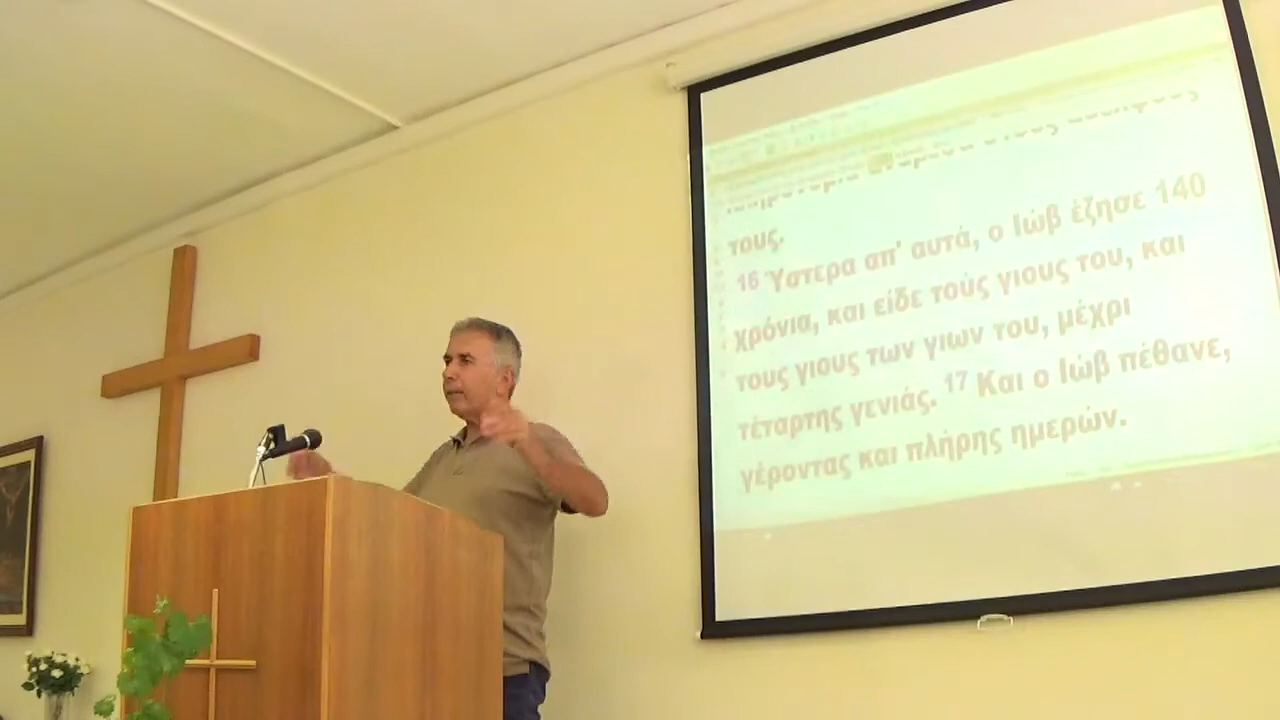 τους.
16 Ύστερα απ' αυτά, ο Ιώβ έζησε 140
χρόνια, και είδε τούς γιους του, και
τους γιους των γιων του, μέχρι
τέταρτης γενιάς. 17 Και ο Ιώβ πέθανε,
γέροντας και πλήρης ημερών.